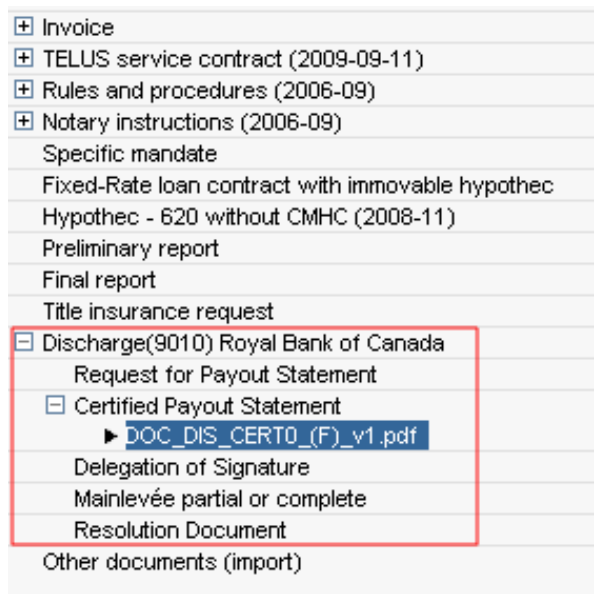 Invoice
TELUS service contract (2009-09-11)
Rules and procedures (2006-09)
Notary instructions (2006-09)
Specific mandate
Fixed-Rate loan contract with immovable hypothec
Hypothec - 620 without CMHC (2008-11)
Preliminary report
Final report
Title insurance request
Discharge(9010) Royal Bank of Canada
Request for Payout Statement
Certified Payout Statement
DOC_DIS_CERT0_(F)_v1.pdf
Delegation of Signature
Mainlevée partial or complete
Resolution Document
Other documents (import)